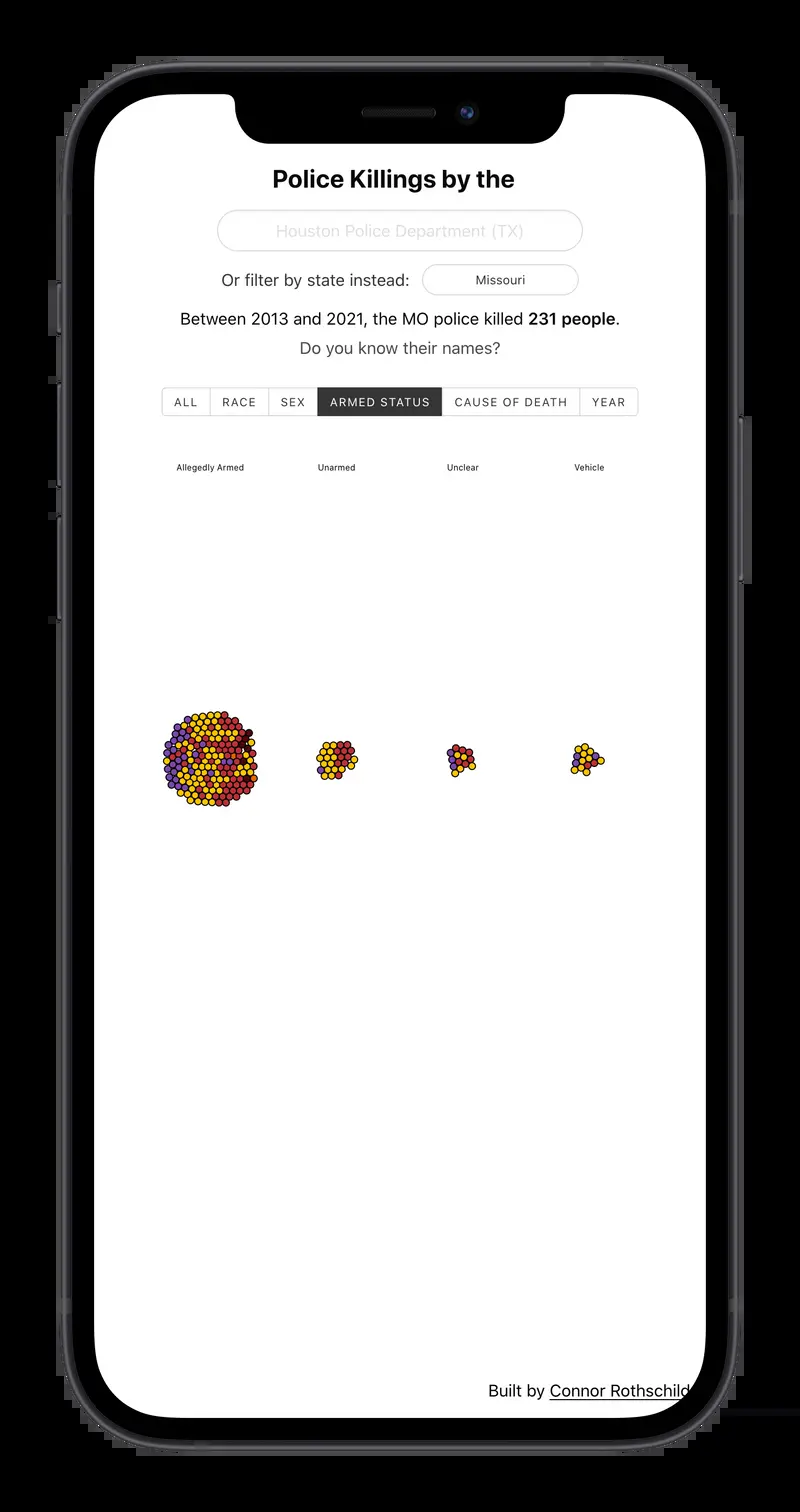 Police Killings by the
Houston Police Department (TX)
Or filter by state instead: Missouri
Between 2013 and 2021, the MO police killed 231 people.
Do you know their names?
ALL RACE SEX ARMED STATUS CAUSE OF DEATH YEAR
Allegedly Armed Unarmed Unclear Vehicle
Built by Connor Rothschild